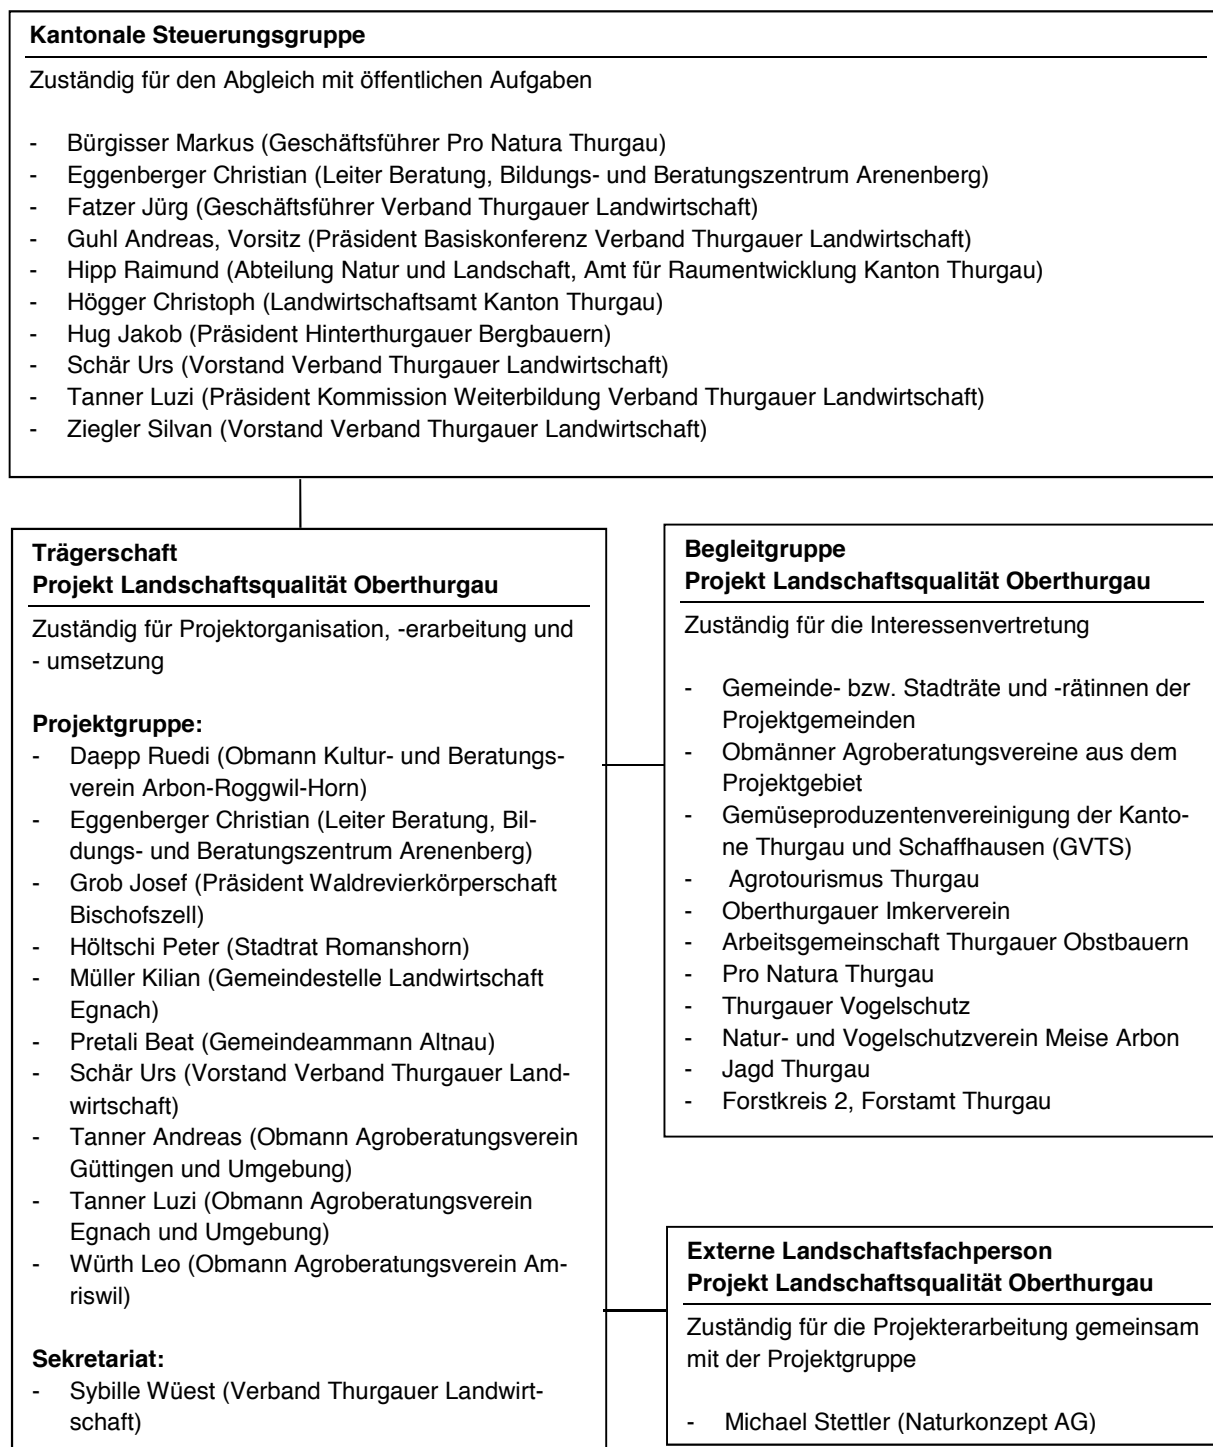 Kantonale Steuerungsgruppe
Zuständig für den Abgleich mit öffentlichen Aufgaben
- Bürgisser Markus (Geschäftsführer Pro Natura Thurgau)
- Eggenberger Christian (Leiter Beratung, Bildungs- und Beratungszentrum Arenenberg)
- Fatzer Jürg (Geschäftsführer Verband Thurgauer Landwirtschaft)
- Guhl Andreas, Vorsitz (Präsident Basiskonferenz Verband Thurgauer Landwirtschaft)
- Hipp Raimund (Abteilung Natur und Landschaft, Amt für Raumentwicklung Kanton Thurgau)
- Högger Christoph (Landwirtschaftsamt Kanton Thurgau)
- Hug Jakob (Präsident Hinterthurgauer Bergbauern)
- Schär Urs (Vorstand Verband Thurgauer Landwirtschaft)
- Tanner Luzi (Präsident Kommission Weiterbildung Verband Thurgauer Landwirtschaft)
- Ziegler Silvan (Vorstand Verband Thurgauer Landwirtschaft)
Trägerschaft
Projekt Landschaftsqualität Oberthurgau
Zuständig für Projektorganisation, -erarbeitung und
- umsetzung
Projektgruppe:
- Daepp Ruedi (Obmann Kultur- und Beratungs-
verein Arbon-Roggwil-Horn)
- Eggenberger Christian (Leiter Beratung, Bil-
dungs- und Beratungszentrum Arenenberg)
- Grob Josef (Präsident Waldrevierkörperschaft
Bischofszell)
- Höltschi Peter (Stadtrat Romanshorn)
- Müller Kilian (Gemeindestelle Landwirtschaft
Egnach)
- Pretali Beat (Gemeindeammann Altnau)
- Schär Urs (Vorstand Verband Thurgauer Land-
wirtschaft)
- Tanner Andreas (Obmann Agroberatungsverein
Güttingen und Umgebung)
- Tanner Luzi (Obmann Agroberatungsverein
Egnach und Umgebung)
- Würth Leo (Obmann Agroberatungsverein Am-
riswil)
Sekretariat:
- Sybille Wüest (Verband Thurgauer Landwirt-
schaft)
Begleitgruppe
Projekt Landschaftsqualität Oberthurgau
Zuständig für die Interessenvertretung
- Gemeinde- bzw. Stadträte und -rätinnen der
Projektgemeinden
- Obmänner Agroberatungsvereine aus dem
Projektgebiet
- Gemüseproduzentenvereinigung der Kanto-
ne Thurgau und Schaffhausen (GVTS)
- Agrotourismus Thurgau
- Oberthurgauer Imkerverein
- Arbeitsgemeinschaft Thurgauer Obstbauern
- Pro Natura Thurgau
- Thurgauer Vogelschutz
- Natur- und Vogelschutzverein Meise Arbon
- Jagd Thurgau
- Forstkreis 2, Forstamt Thurgau
Externe Landschaftsfachperson
Projekt Landschaftsqualität Oberthurgau
Zuständig für die Projekterarbeitung gemeinsam
mit der Projektgruppe
- Michael Stettler (Naturkonzept AG)